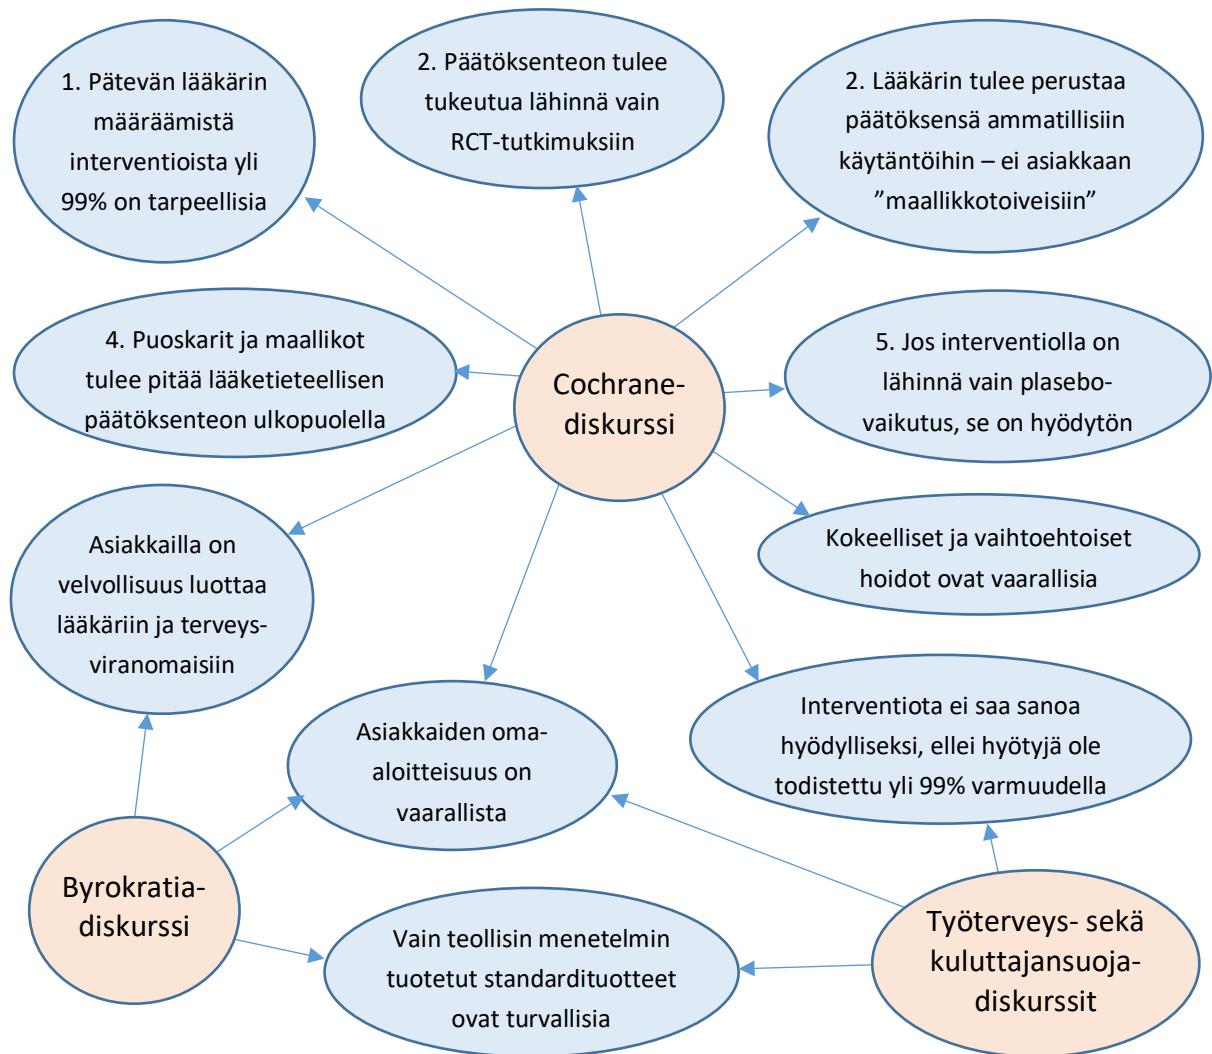 1. Pätevän lääkärin
määräämistä
interventioista yli
99% on tarpeellisia
2. Päätöksenteon tulee
tukeutua lähinnä vain
RCT-tutkimuksiin
2. Lääkärin tulee perustaa
päätöksensä ammatillisiin
käytäntöihin – ei asiakkaan
”maallikkotoiveisiin”
4. Puoskarit ja maallikot
tulee pitää lääketieteellisen
päätöksenteon ulkopuolella
Cochrane-
diskurssi
5. Jos interventiolla on
lähinnä vain plasebo-
vaikutus, se on hyödytön
Asiakkailla on
velvollisuus luottaa
lääkäriin ja terveys-
viranomaisiin
Kokeelliset ja vaihtoehtoiset
hoidot ovat vaarallisia
Asiakkaiden oma-
aloitteisuus on
vaarallista
Interventiota ei saa sanoa
hyödylliseksi, ellei hyötyjä ole
todistettu yli 99% varmuudella
Byrokratia-
diskurssi
Vain teollisin menetelmin
tuotetut standardituotteet
ovat turvallisia
Työterveys- sekä
kuluttajansuoja-
diskurssit